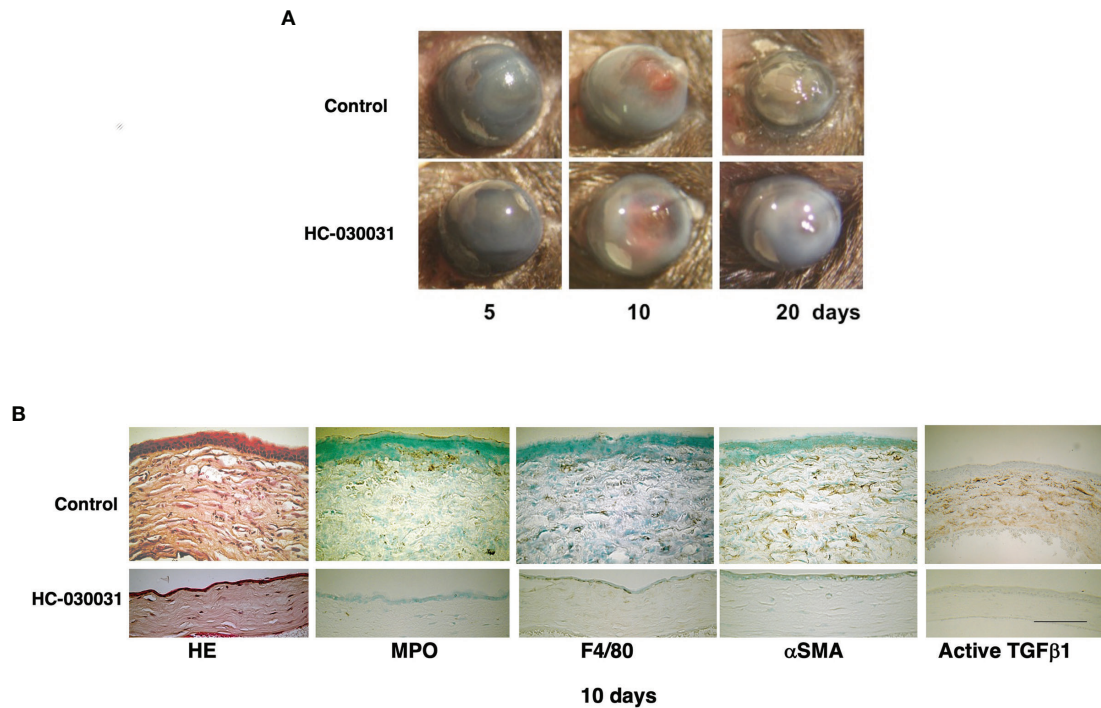 A
Control
HC-030031
5 10 20 days
B
Control
HC-030031
HE MPO F4/80 αSMA Active TGFβ1
10 days